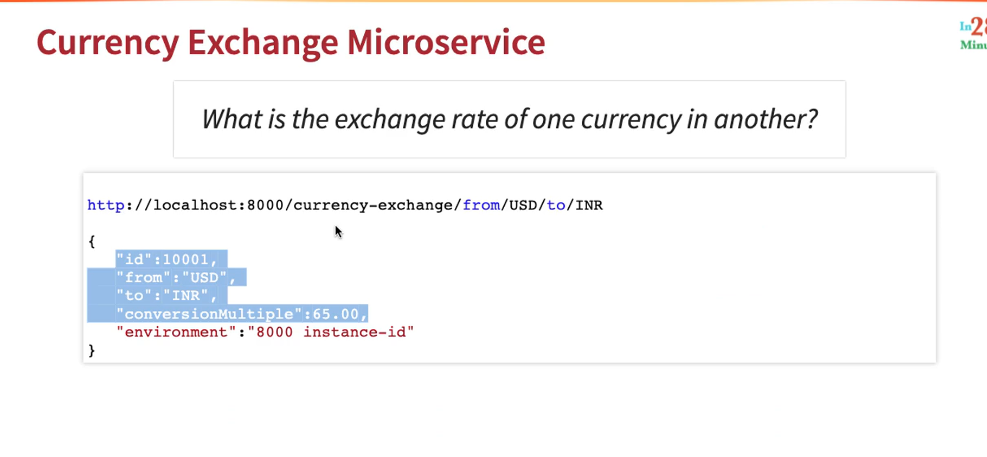 Currency Exchange Microservice
In28
Minu
What is the exchange rate of one currency in another?
http://localhost:8000/currency-exchange/from/USD/to/INR
{
"id":10001,
"from":"USD",
"to":"INR",
"conversionMultiple":65.00,
"environment":"8000 instance-id"
}